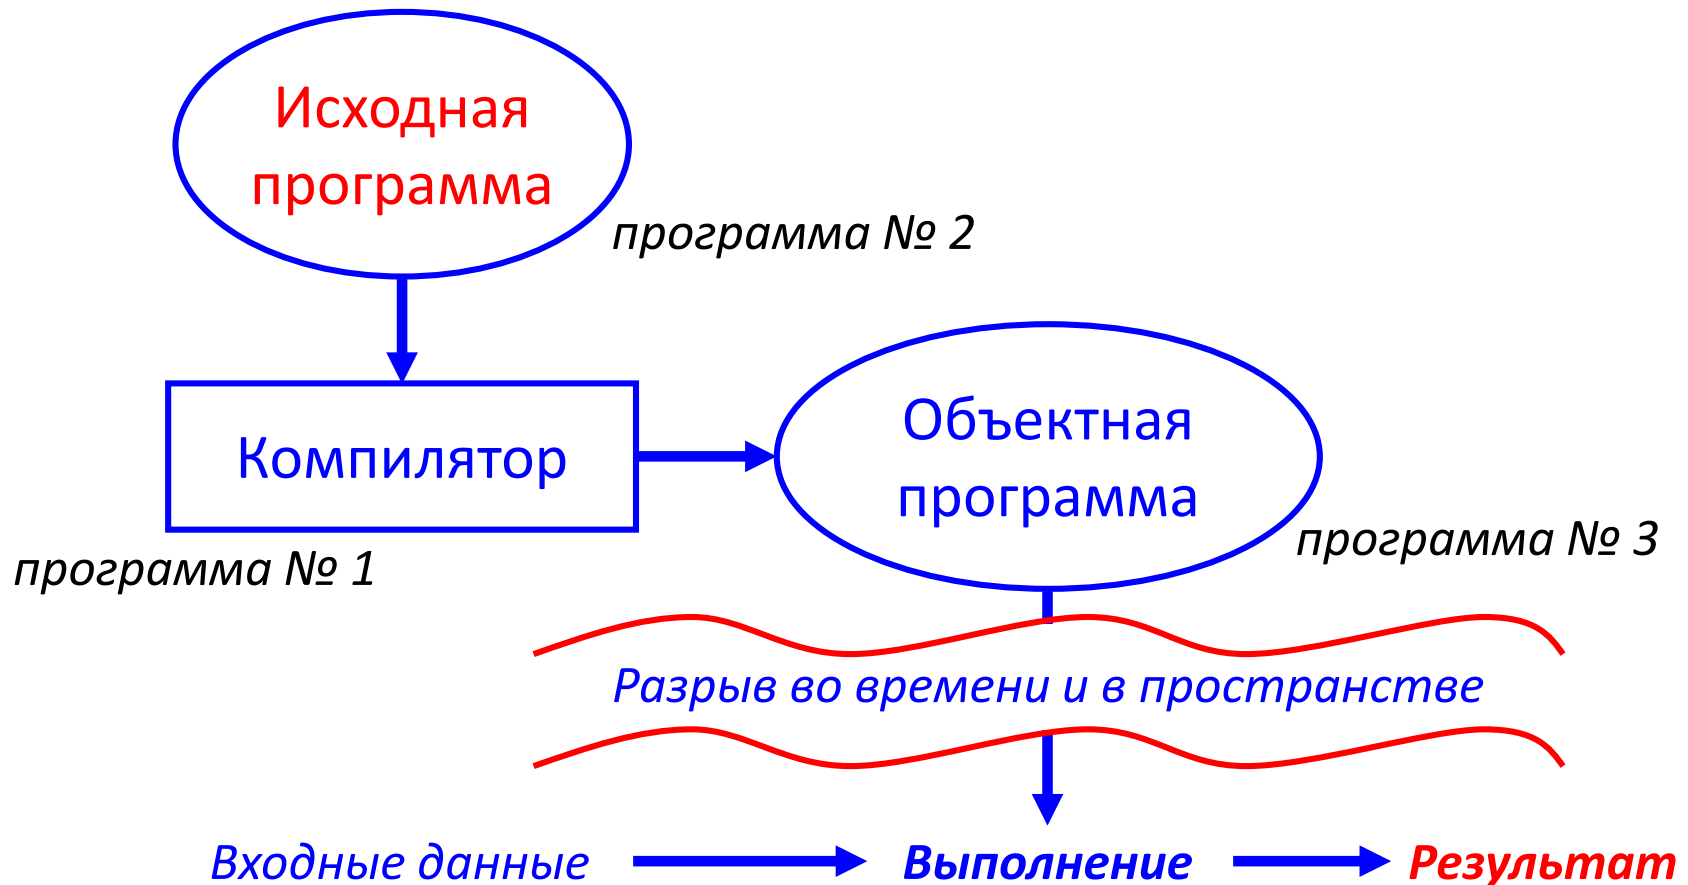 Исходная
программа
программа № 2
Компилятор
программа № 1
Объектная
программа
программа № 3
Разрыв во времени и в пространстве
Входные данные
Выполнение
Результат